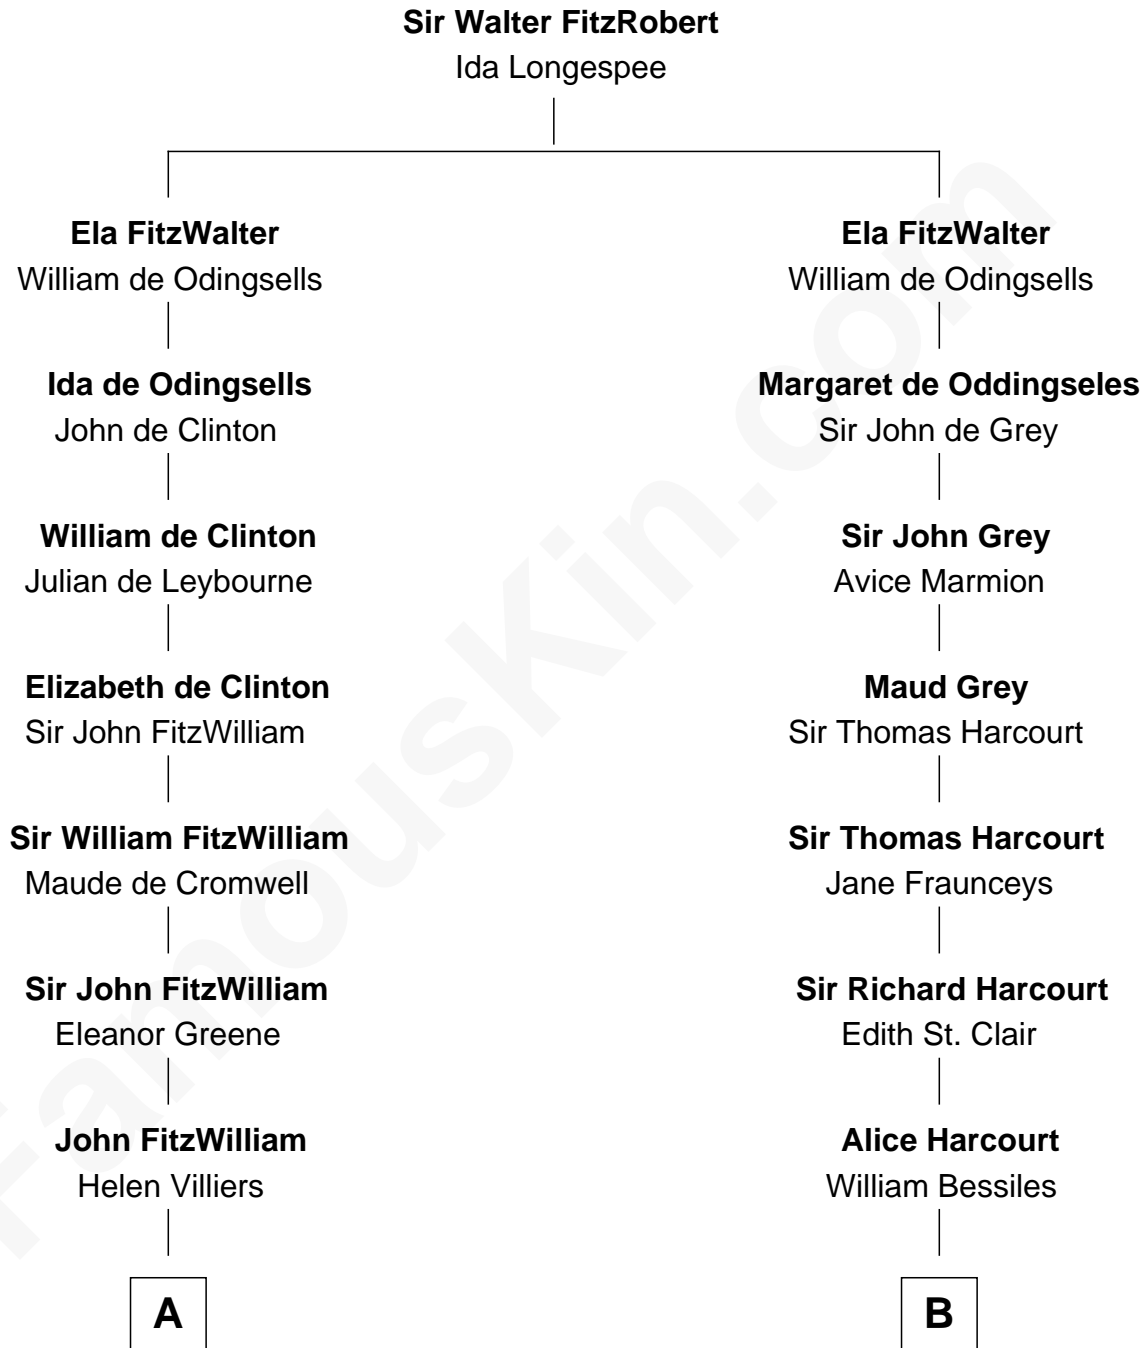 Sir Walter FitzRobert
Ida Longespee
Ela FitzWalter
William de Odingsells
Ida de Odingsells
John de Clinton
William de Clinton
Julian de Leybourne
Elizabeth de Clinton
Sir John FitzWilliam
Sir William FitzWilliam
Maude de Cromwell
Sir John FitzWilliam
Eleanor Greene
John FitzWilliam
Helen Villiers
A
Ela FitzWalter
William de Odingsells
Margaret de Oddingseles
Sir John de Grey
Sir John Grey
Avice Marmion
Maud Grey
Sir Thomas Harcourt
Sir Thomas Harcourt
Jane Fraunceys
Sir Richard Harcourt
Edith St. Clair
Alice Harcourt
William Bessiles
B
FamousKin.com